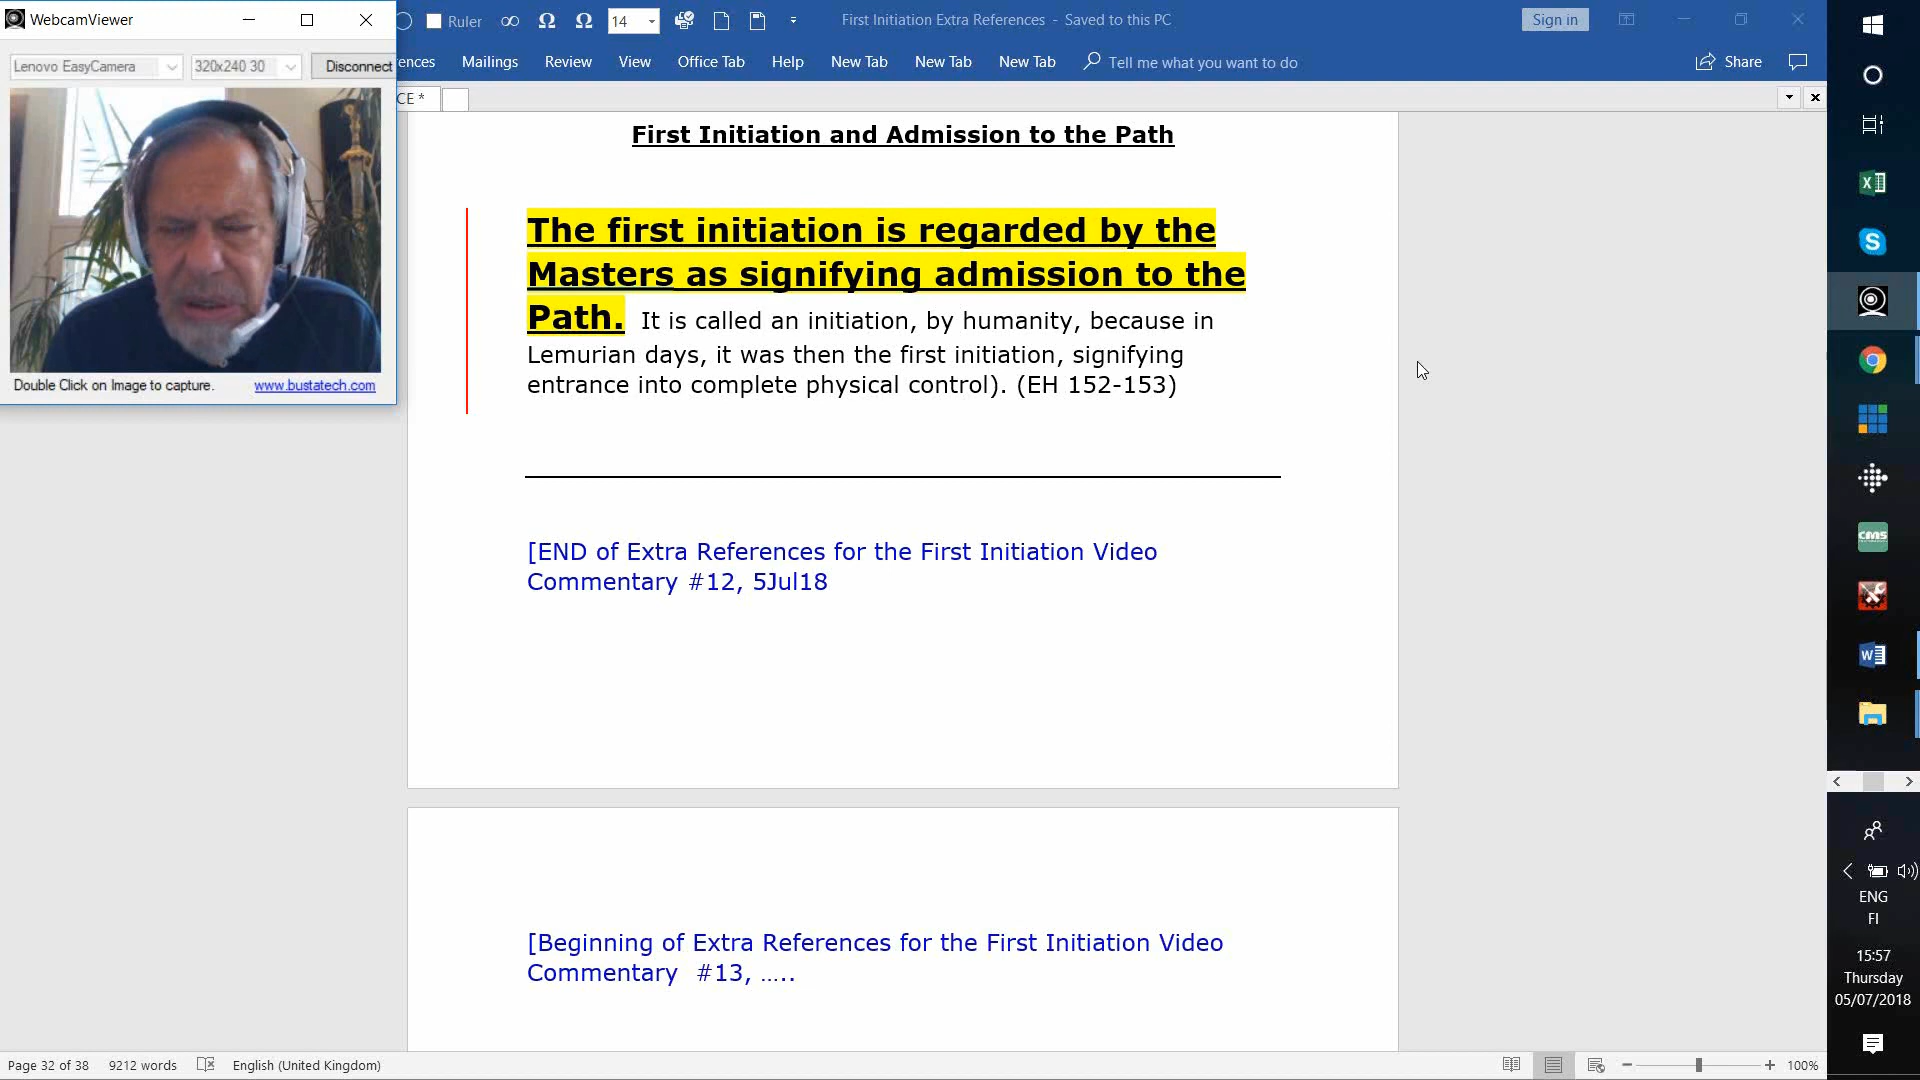 WebcamViewer
Lenovo EasyCamera 320x240 30 Disconnect
Double Click on Image to capture. www.bustatech.com
Ruler 14 First Initiation Extra References - Saved to this PC Sign in
ences Mailings Review View Office Tab Help New Tab New Tab New Tab Tell me what you want to do Share
CE *
First Initiation and Admission to the Path
The first initiation is regarded by the
Masters as signifying admission to the
Path. It is called an initiation, by humanity, because in
Lemurian days, it was then the first initiation, signifying
entrance into complete physical control). (EH 152-153)
[END of Extra References for the First Initiation Video
Commentary #12, 5Jul18
[Beginning of Extra References for the First Initiation Video
Commentary #13, …..
Page 32 of 38 9212 words English (United Kingdom) 100%
cms
ENG
FI
15:57
Thursday
05/07/2018